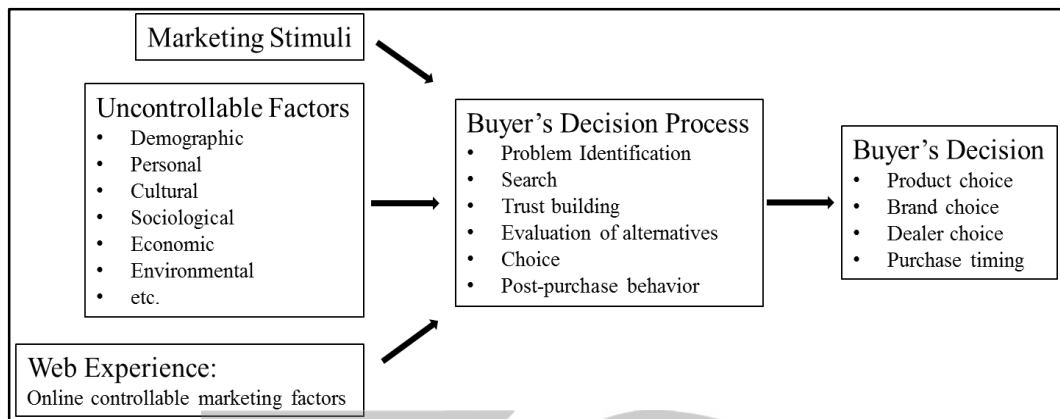 Marketing Stimuli
Uncontrollable Factors
• Demographic
• Personal
• Cultural
• Sociological
• Economic
• Environmental
• etc.
Web Experience:
Online controllable marketing factors
Buyer's Decision Process
• Problem Identification
• Search
• Trust building
• Evaluation of alternatives
• Choice
• Post-purchase behavior
Buyer's Decision
• Product choice
• Brand choice
• Dealer choice
• Purchase timing